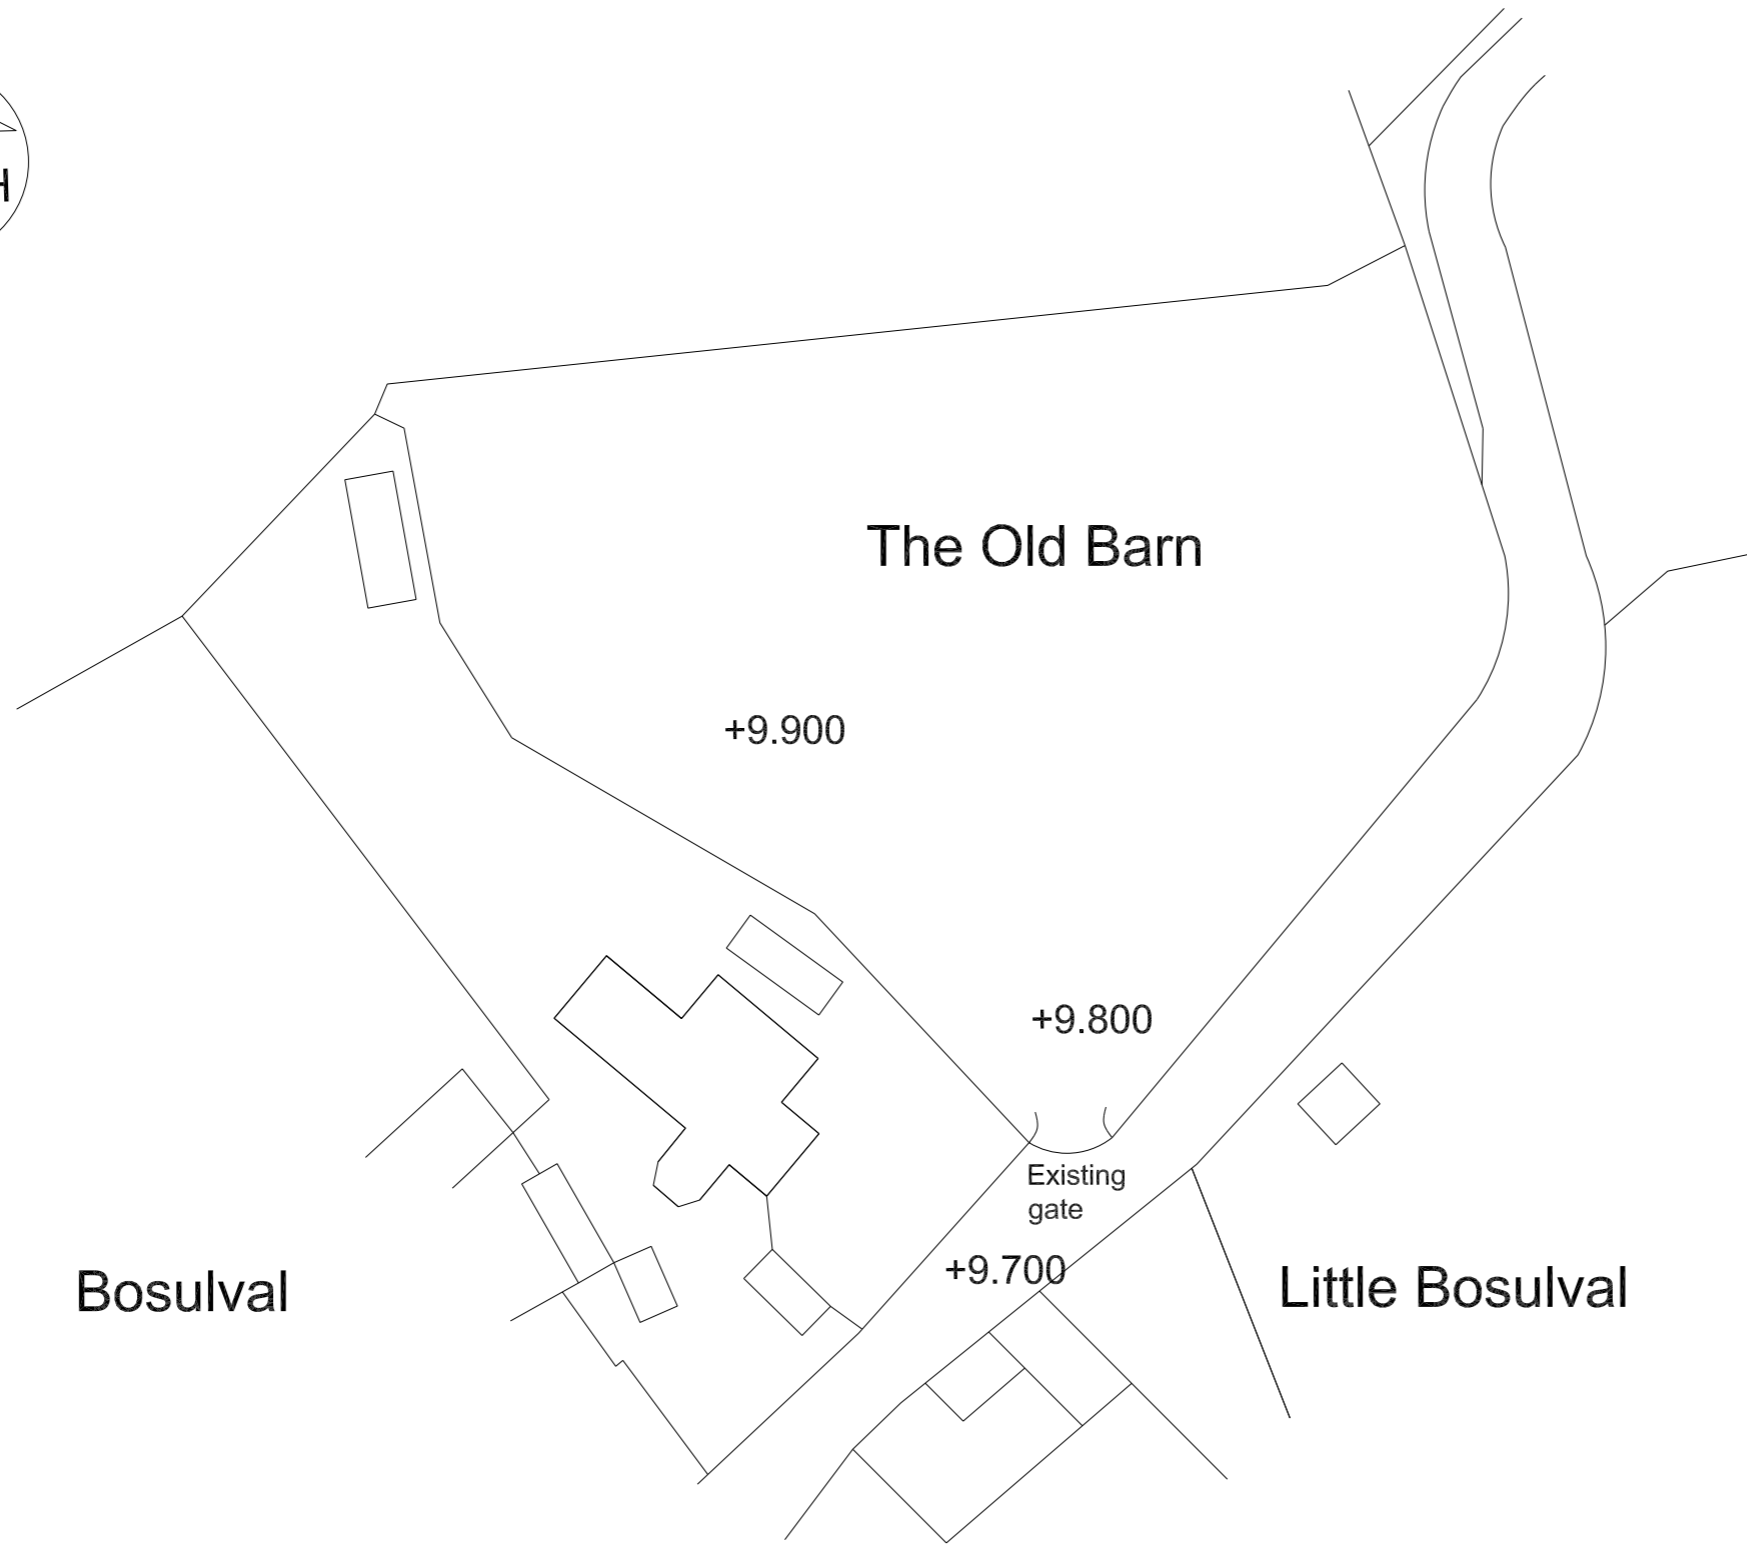 H
The Old Barn
+9.900
+9.800
Existing
gate
+9.700
Bosulval
Little Bosulval